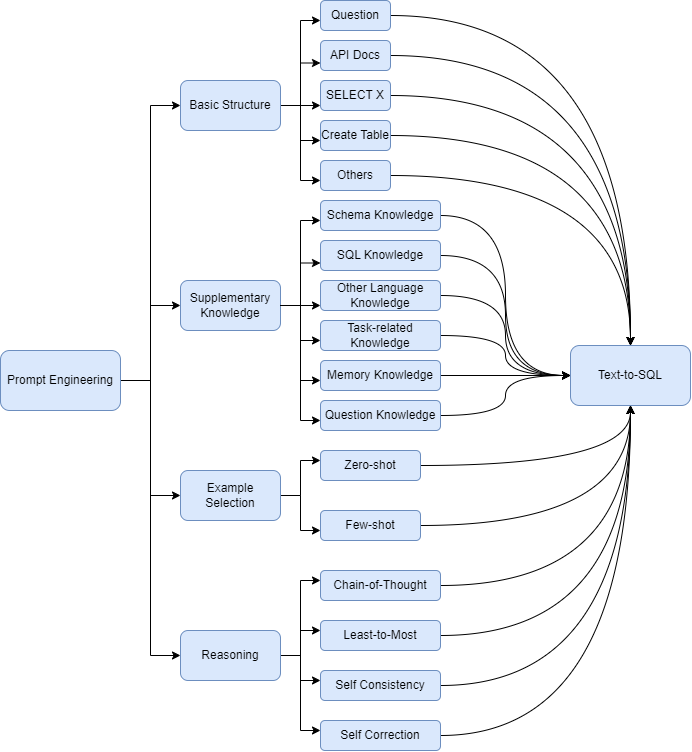 Question
API Docs
Basic Structure
SELECT X
Create Table
Others
Schema Knowledge
SQL Knowledge
Supplementary
Knowledge
Other Language
Knowledge
Task-related
Knowledge
Prompt Engineering
Memory Knowledge
Text-to-SQL
Question Knowledge
Zero-shot
Example
Selection
Few-shot
Chain-of-Thought
Least-to-Most
Reasoning
Self Consistency
Self Correction